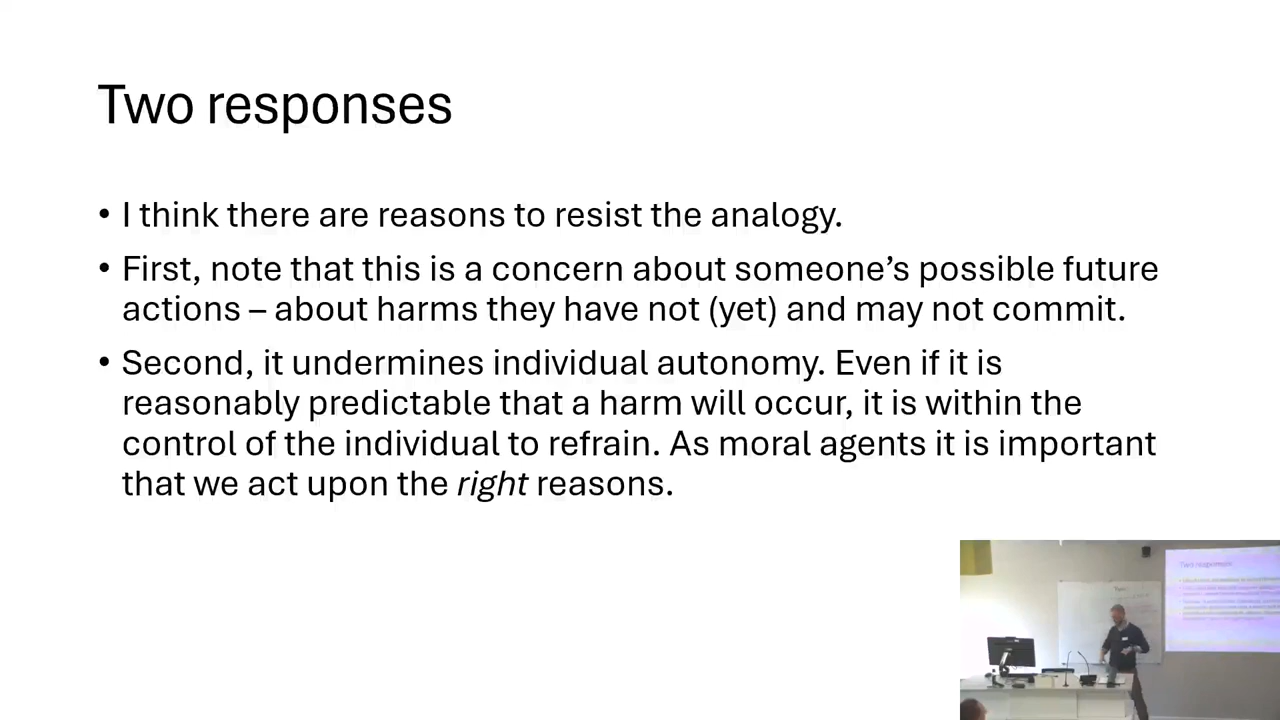 Two responses
• I think there are reasons to resist the analogy.
• First, note that this is a concern about someone’s possible future
actions – about harms they have not (yet) and may not commit.
• Second, it undermines individual autonomy. Even if it is
reasonably predictable that a harm will occur, it is within the
control of the individual to refrain. As moral agents it is important
that we act upon the right reasons.
Two responses